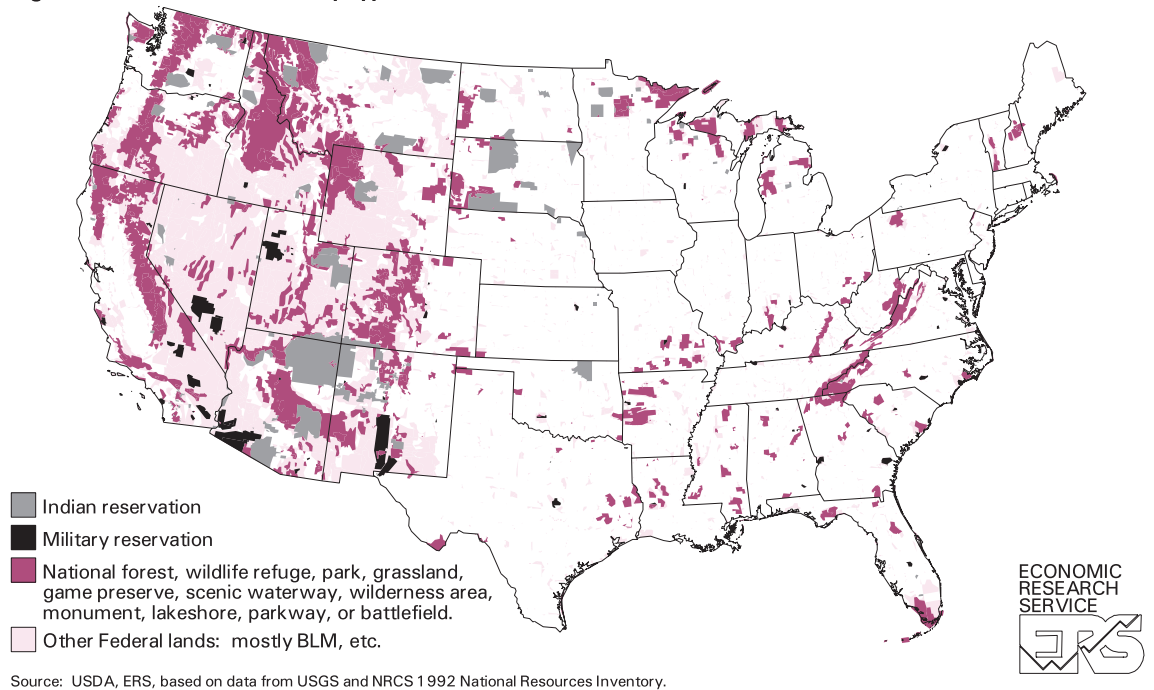 Indian reservation
Military reservation
National forest, wildlife refuge, park, grassland,
game preserve, scenic waterway, wilderness area,
monument, lakeshore, parkway, or battlefield.
Other Federal lands: mostly BLM, etc.
ECONOMIC
RESEARCH
SERVICE
ERS
Source: USDA, ERS, based on data from USGS and NRCS 1992 National Resources Inventory.